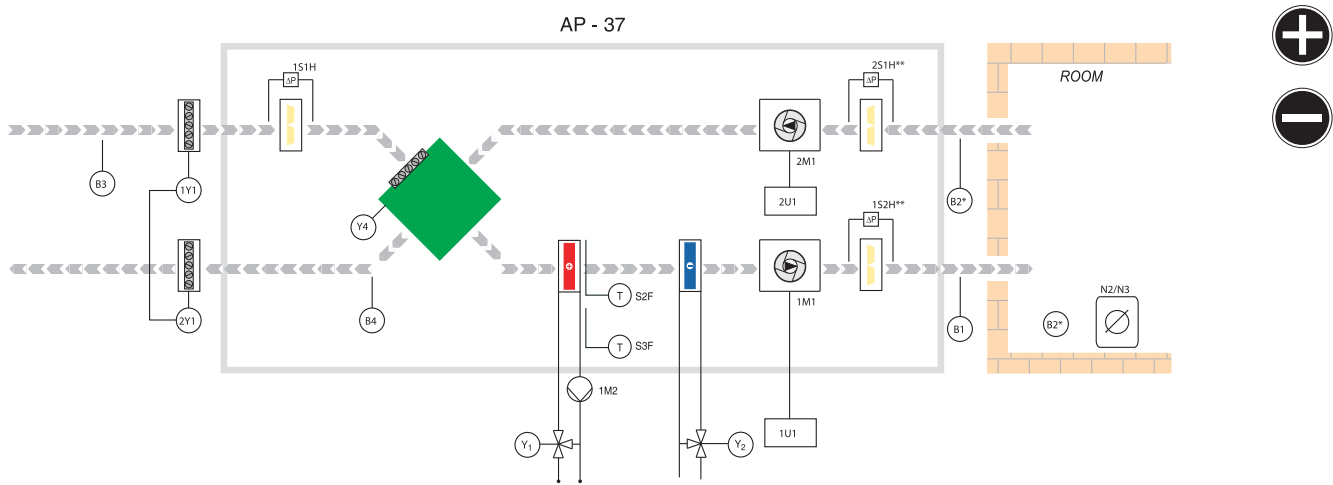 AP - 37
1S1H
ΔP
2S1H**
ΔP
ROOM
B3
1Y1
2M1
2U1
B2*
Y4
1S2H**
ΔP
T S2F
1M1
N2/N3
2Y1
B4
B1
B2*
T S3F
1M2
Y1
Y2
1U1